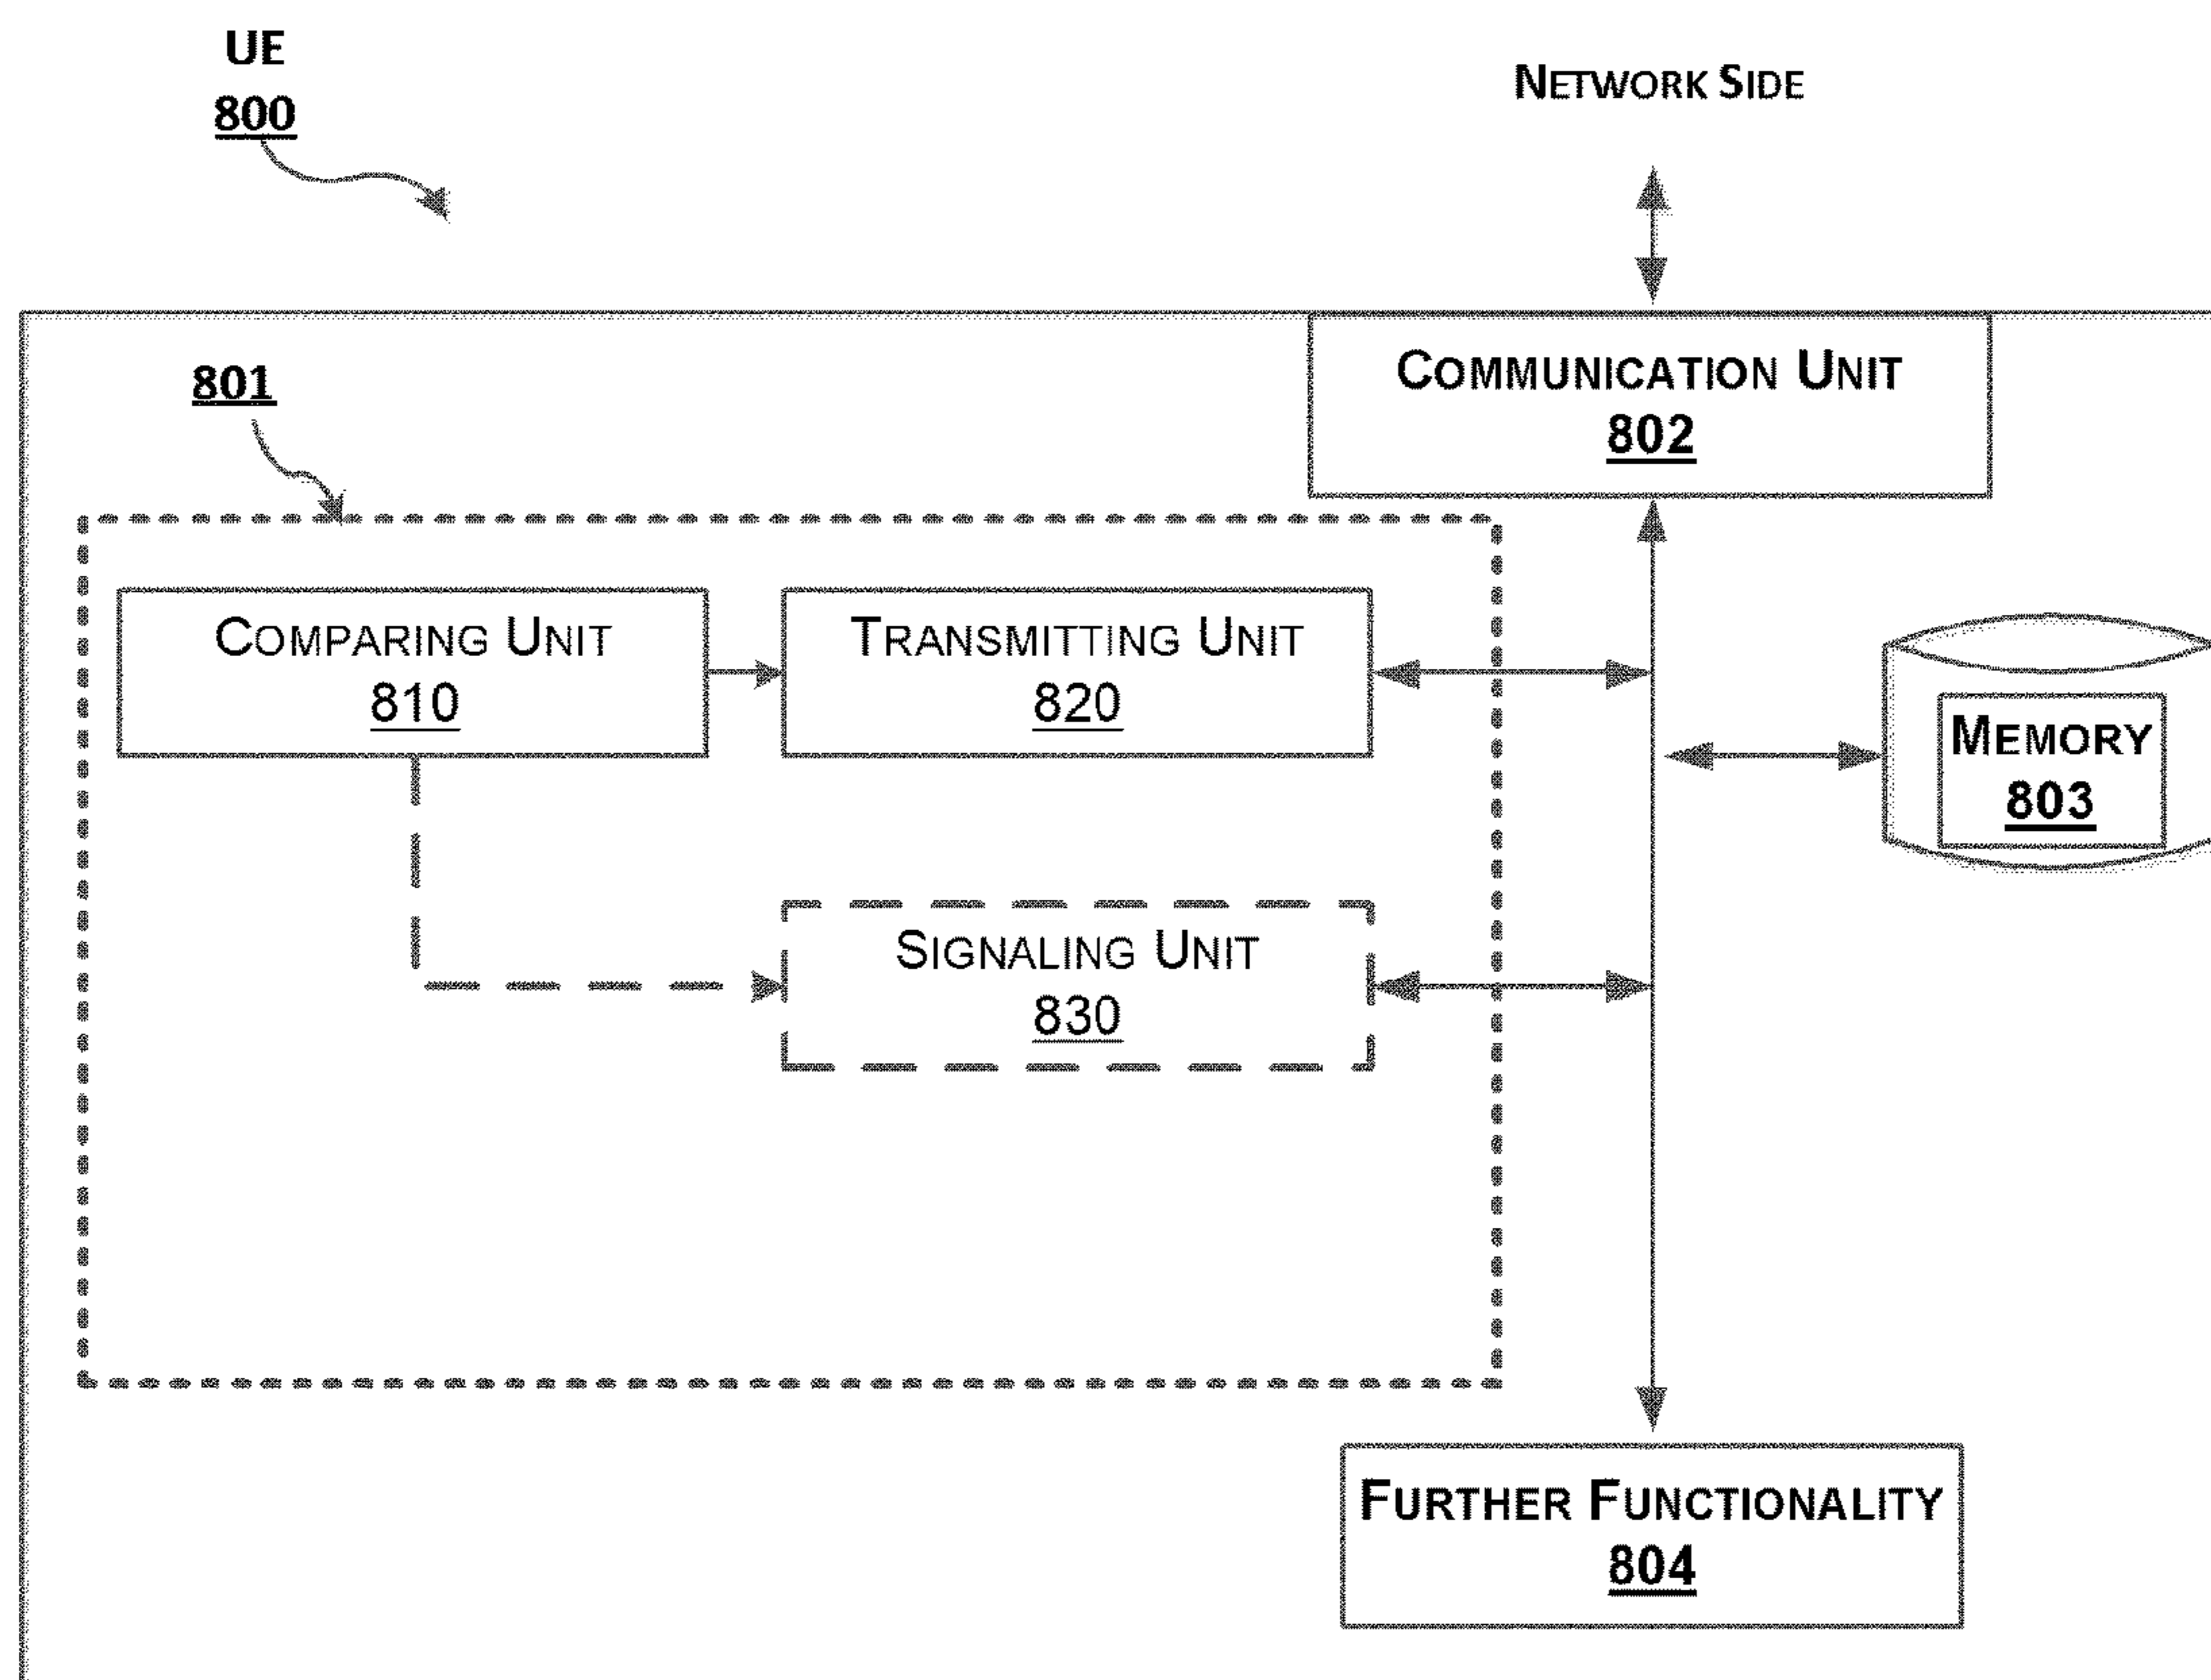 UE
800
NETWORK SIDE
801
COMMUNICATION UNIT
802
COMPARING UNIT
810
TRANSMITTING UNIT
820
MEMORY
803
SIGNALING UNIT
830
FURTHER FUNCTIONALITY
804